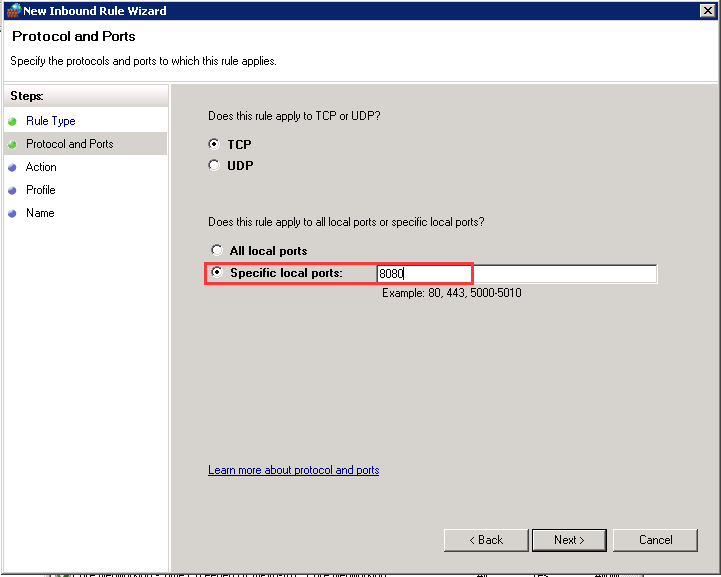 New Inbound Rule Wizard
Protocol and Ports
Specify the protocols and ports to which this rule applies.
Steps:
Rule Type
Protocol and Ports
Action
Profile
Name
Does this rule apply to TCP or UDP?
TCP
UDP
Does this rule apply to all local ports or specific local ports?
All local ports
Specific local ports: 8080
Example: 80, 443, 5000-5010
Learn more about protocol and ports
< Back Next > Cancel